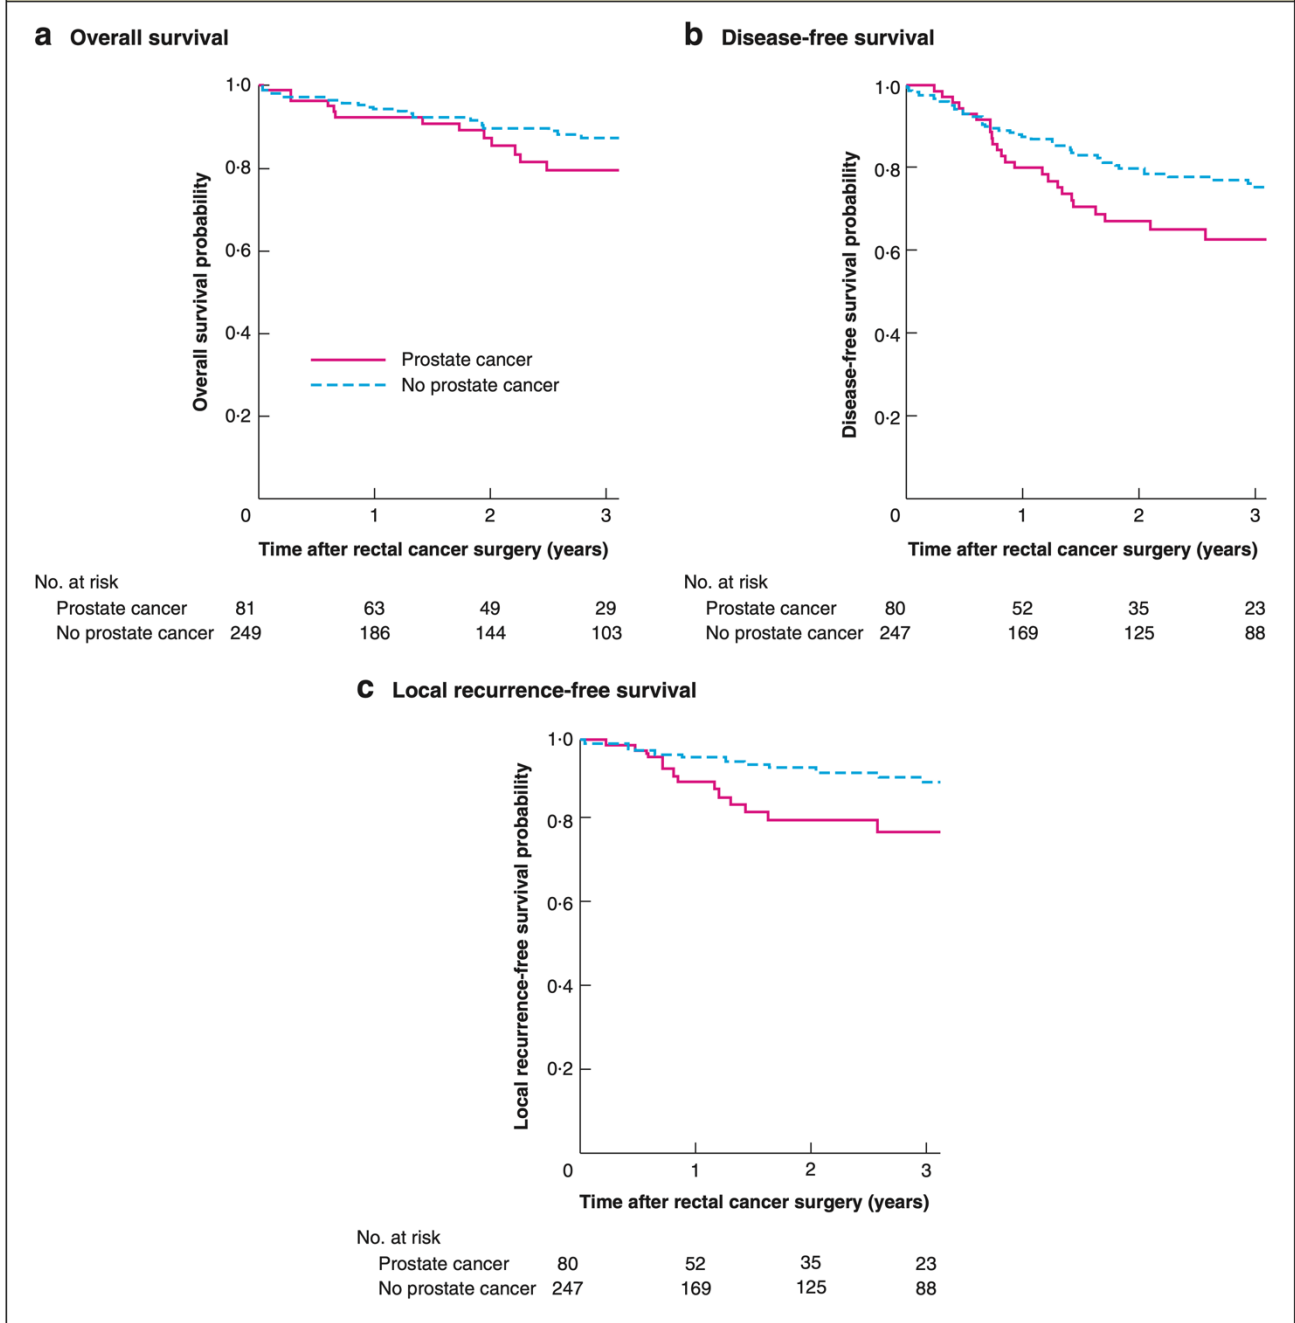 a Overall survival
1·0
0·8
0·6
0·4
0·2
0
Overall survival probability
Prostate cancer
No prostate cancer
1 2 3
Time after rectal cancer surgery (years)
No. at risk
Prostate cancer 81 63 49 29
No prostate cancer 249 186 144 103
b Disease-free survival
1·0
0·8
0·6
0·4
0·2
0
Disease-free survival probability
1 2 3
Time after rectal cancer surgery (years)
No. at risk
Prostate cancer 80 52 35 23
No prostate cancer 247 169 125 88
c Local recurrence-free survival
1·0
0·8
0·6
0·4
0·2
0
Local recurrence-free survival probability
1 2 3
Time after rectal cancer surgery (years)
No. at risk
Prostate cancer 80 52 35 23
No prostate cancer 247 169 125 88